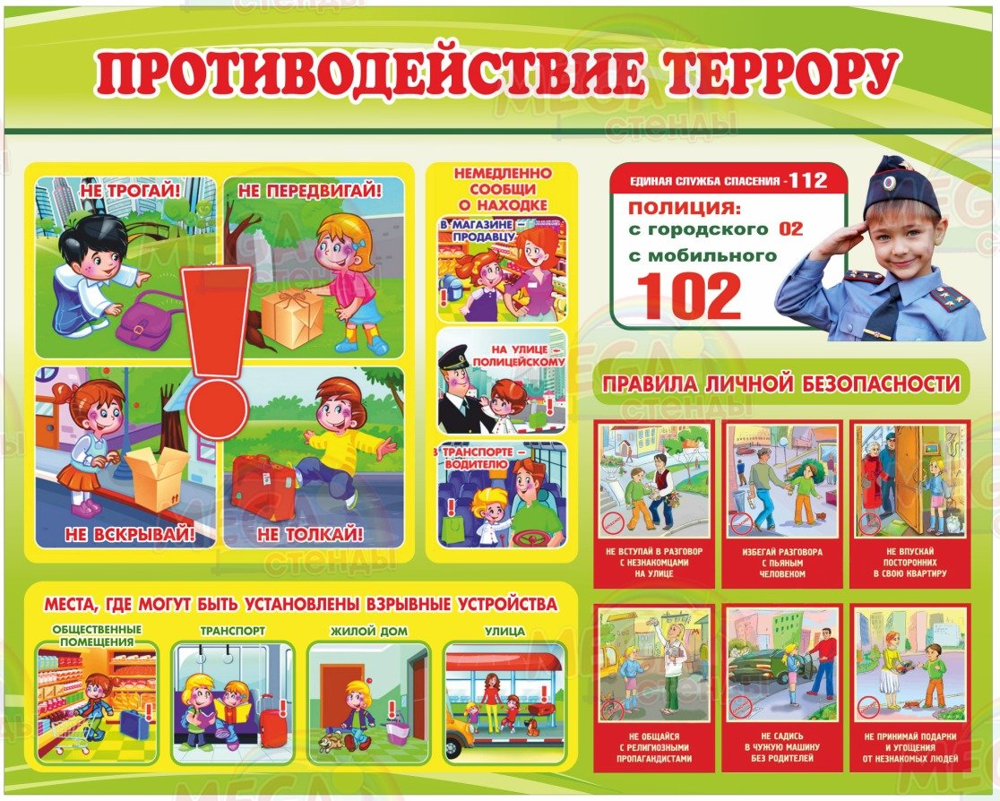 ПРОТИВОДЕЙСТВИЕ ТЕРРОРУ
НЕ ТРОГАЙ!
НЕ ПЕРЕДВИГАЙ!
НЕ ВСКРЫВАЙ!
НЕ ТОЛКАЙ!
НЕМЕДЛЕННО
СООБЩИ
О НАХОДКЕ
В МАГАЗИНЕ –
ПРОДАВЦУ
НА УЛИЦЕ –
ПОЛИЦЕЙСКОМУ
В ТРАНСПОРТЕ –
ВОДИТЕЛЮ
ЕДИНАЯ СЛУЖБА СПАСЕНИЯ - 112
ПОЛИЦИЯ:
с городского 02
с мобильного
102
ПРАВИЛА ЛИЧНОЙ БЕЗОПАСНОСТИ
НЕ ВСТУПАЙ В РАЗГОВОР
С НЕЗНАКОМЦАМИ
НА УЛИЦЕ
ИЗБЕГАЙ РАЗГОВОРА
С ПЬЯНЫМ
ЧЕЛОВЕКОМ
НЕ ВПУСКАЙ
ПОСТОРОННИХ
В СВОЮ КВАРТИРУ
НЕ ОБЩАЙСЯ
С РЕЛИГИОЗНЫМИ
ПРОПАГАНДИСТАМИ
НЕ САДИСЬ
В ЧУЖУЮ МАШИНУ
БЕЗ РОДИТЕЛЕЙ
НЕ ПРИНИМАЙ ПОДАРКИ
И УГОЩЕНИЯ
ОТ НЕЗНАКОМЫХ ЛЮДЕЙ
МЕСТА, ГДЕ МОГУТ БЫТЬ УСТАНОВЛЕНЫ ВЗРЫВНЫЕ УСТРОЙСТВА
ОБЩЕСТВЕННЫЕ
ПОМЕЩЕНИЯ
ТРАНСПОРТ
ЖИЛОЙ ДОМ
УЛИЦА
MEGA
стенды